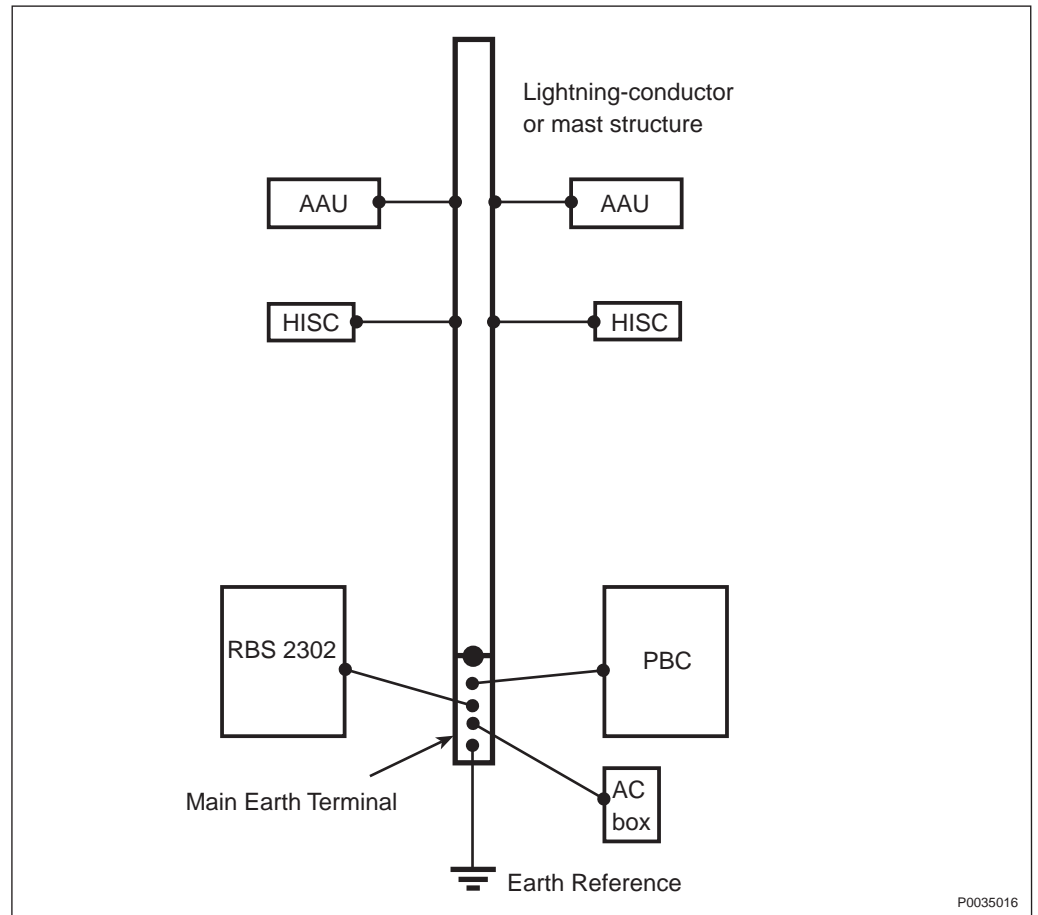 Lightning-conductor
or mast structure
AAU
AAU
HISC
HISC
RBS 2302
PBC
Main Earth Terminal
AC
box
Earth Reference
P0035016